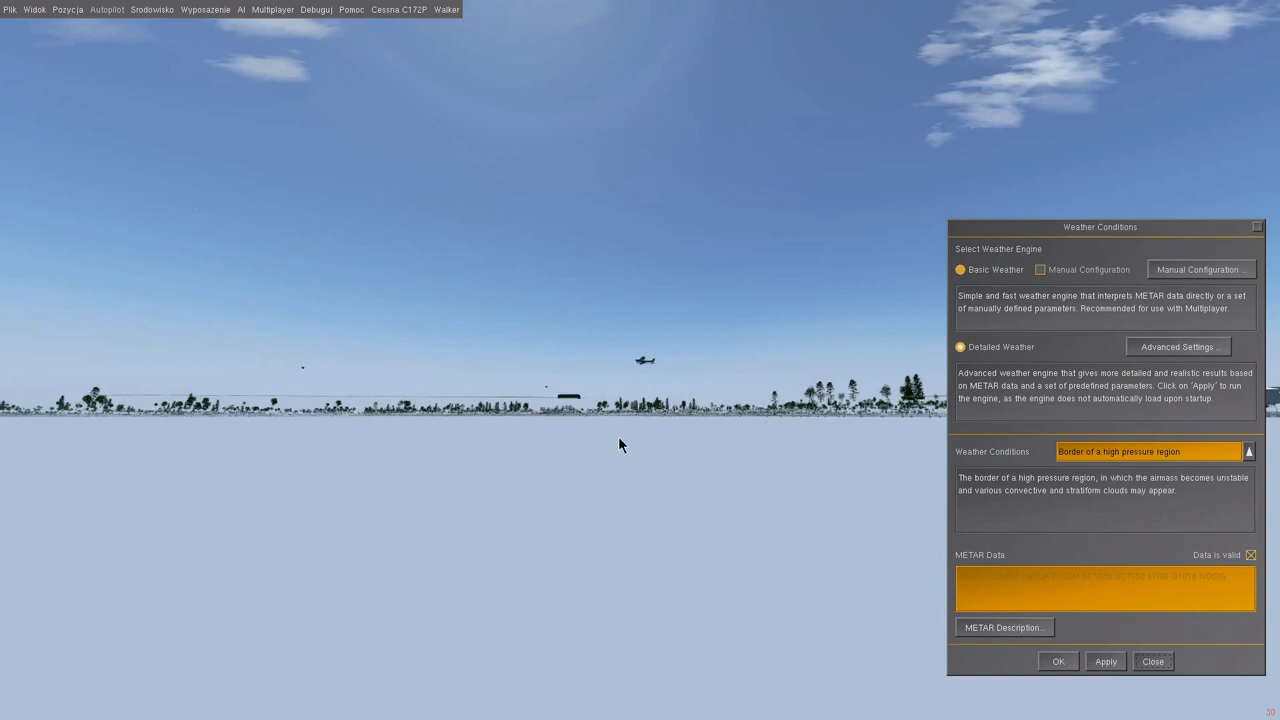 Plik Widok Pozycja Autopilot Srodowisko Wyposazenie AI Multiplayer Debuguj Pomoc Cessna C172P Walker
Weather Conditions
Select Weather Engine
Basic Weather Manual Configuration Manual Configuration ...
Simple and fast weather engine that interprets METAR data directly or a set
of manually defined parameters. Recommended for use with Multiplayer.
Detailed Weather Advanced Settings ...
Advanced weather engine that gives more detailed and realistic results based
on METAR data and a set of predefined parameters. Click on 'Apply' to run
the engine, as the engine does not automatically load upon startup.
Weather Conditions Border of a high pressure region
The border of a high pressure region, in which the airmass becomes unstable
and various convective and stratiform clouds may appear.
METAR Data Data is valid
NOSIG
METAR Description...
OK Apply Close
30